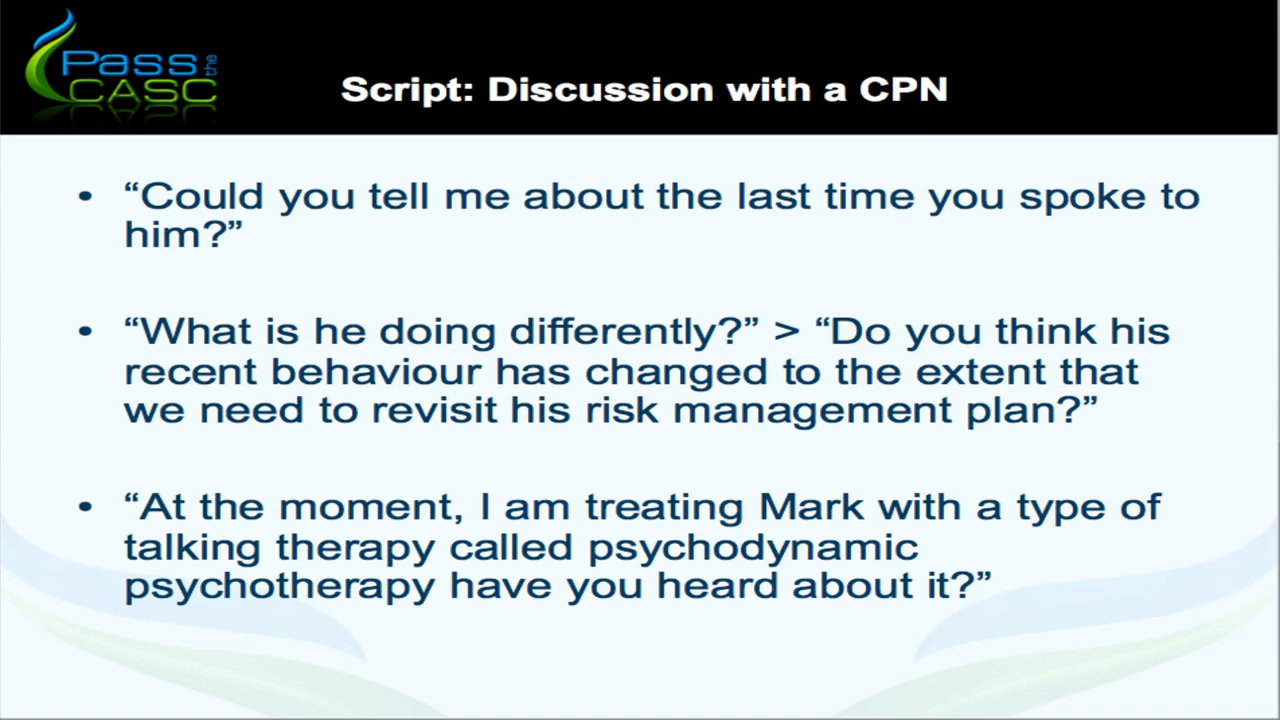 Pass the
CASC
Script: Discussion with a CPN
• “Could you tell me about the last time you spoke to
him?”
• “What is he doing differently?” > “Do you think his
recent behaviour has changed to the extent that
we need to revisit his risk management plan?”
• “At the moment, I am treating Mark with a type of
talking therapy called psychodynamic
psychotherapy have you heard about it?”